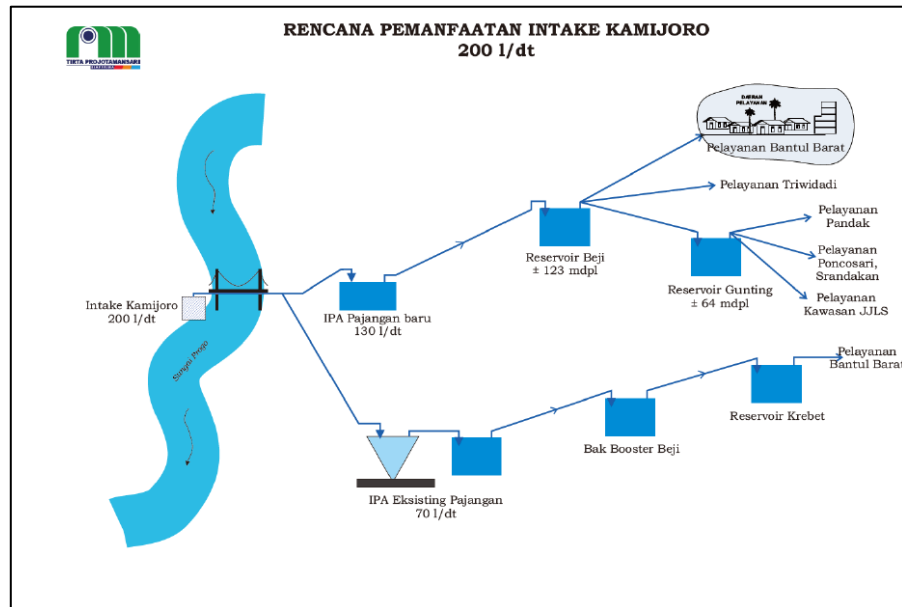 RENCANA PEMANFAATAN INTAKE KAMIJORO
200 l/dt
TIRTA PROJOTAMANSARI
DAERAH
PELAYANAN
Pelayanan Bantul Barat
Pelayanan Triwidadi
Pelayanan
Pandak
Reservoir Beji
± 123 mdpl
Pelayanan
Poncosari,
Srandakan
Reservoir Gunting
± 64 mdpl
Pelayanan
Kawasan JJLS
Intake Kamijoro
200 l/dt
IPA Pajangan baru
130 l/dt
Sungai Progo
Pelayanan
Bantul Barat
Reservoir Krebet
Bak Booster Beji
IPA Eksisting Pajangan
70 l/dt